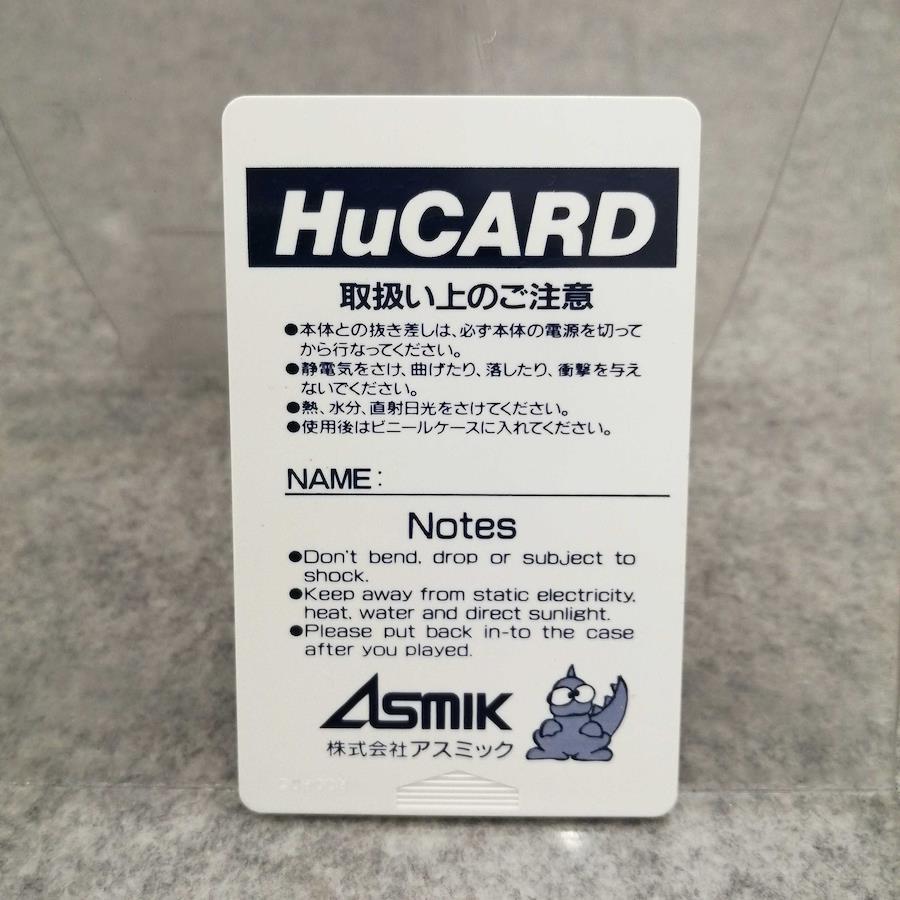 HuCARD
取扱い上のご注意
●本体との抜き差しは、必ず本体の電源を切って
から行なってください。
●静電気をさけ、曲げたり、落したり、衝撃を与え
ないでください。
●熱、水分、直射日光をさけてください。
●使用後はビニールケースに入れてください。
NAME:
Notes
●Don't bend, drop or subject to
shock.
●Keep away from static electricity,
heat, water and direct sunlight.
●Please put back in-to the case
after you played.
ASMIK
株式会社アスミック